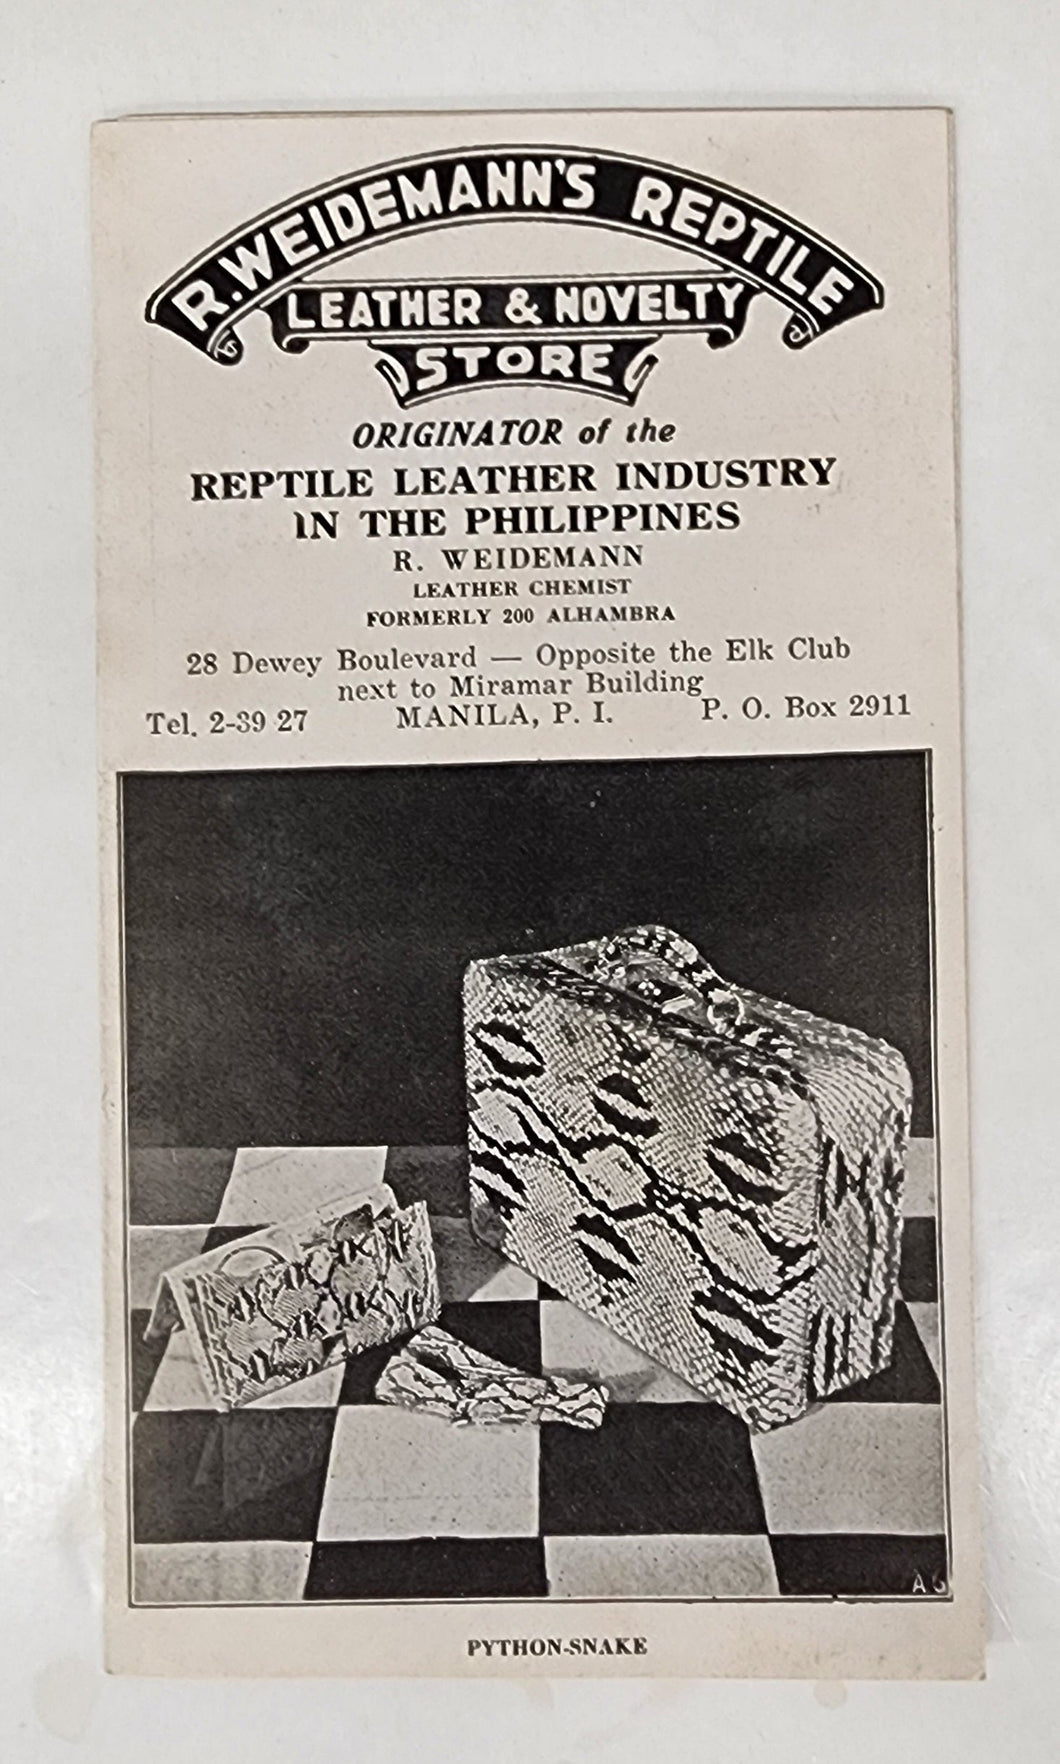 R. WEIDEMANN'S REPTILE
LEATHER & NOVELTY
STORE
ORIGINATOR of the
REPTILE LEATHER INDUSTRY
IN THE PHILIPPINES
R. WEIDEMANN
LEATHER CHEMIST
FORMERLY 200 ALHAMBRA
28 Dewey Boulevard — Opposite the Elk Club
next to Miramar Building
Tel. 2-39 27 MANILA, P. I. P. O. Box 2911
PYTHON-SNAKE